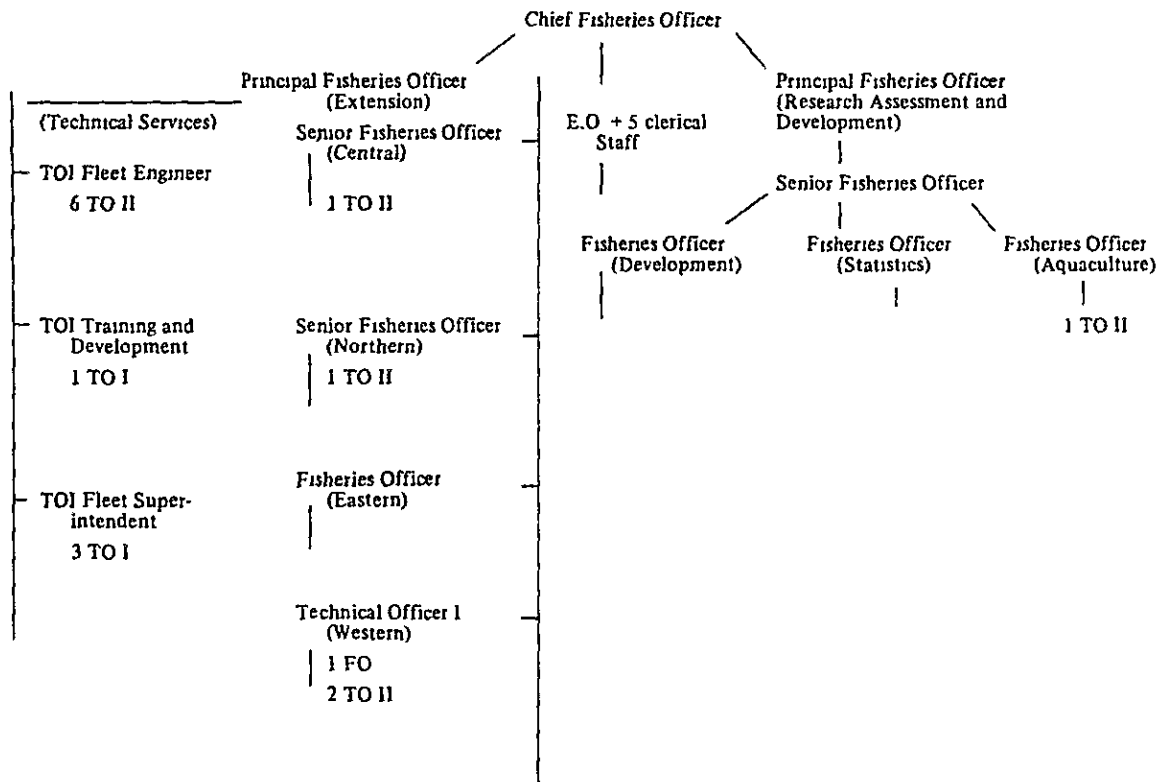 Chief Fisheries Officer
Principal Fisheries Officer
(Extension)
Principal Fisheries Officer
(Research Assessment and
Development)
(Technical Services)
TOI Fleet Engineer
6 TO II
TOI Training and
Development
1 TO I
TOI Fleet Super-
intendent
3 TO I
Senior Fisheries Officer
(Central)
1 TO II
Senior Fisheries Officer
(Northern)
1 TO II
Fisheries Officer
(Eastern)
Technical Officer I
(Western)
1 FO
2 TO II
E.O + 5 clerical
Staff
Senior Fisheries Officer
Fisheries Officer
(Development)
Fisheries Officer
(Statistics)
Fisheries Officer
(Aquaculture)
1 TO II